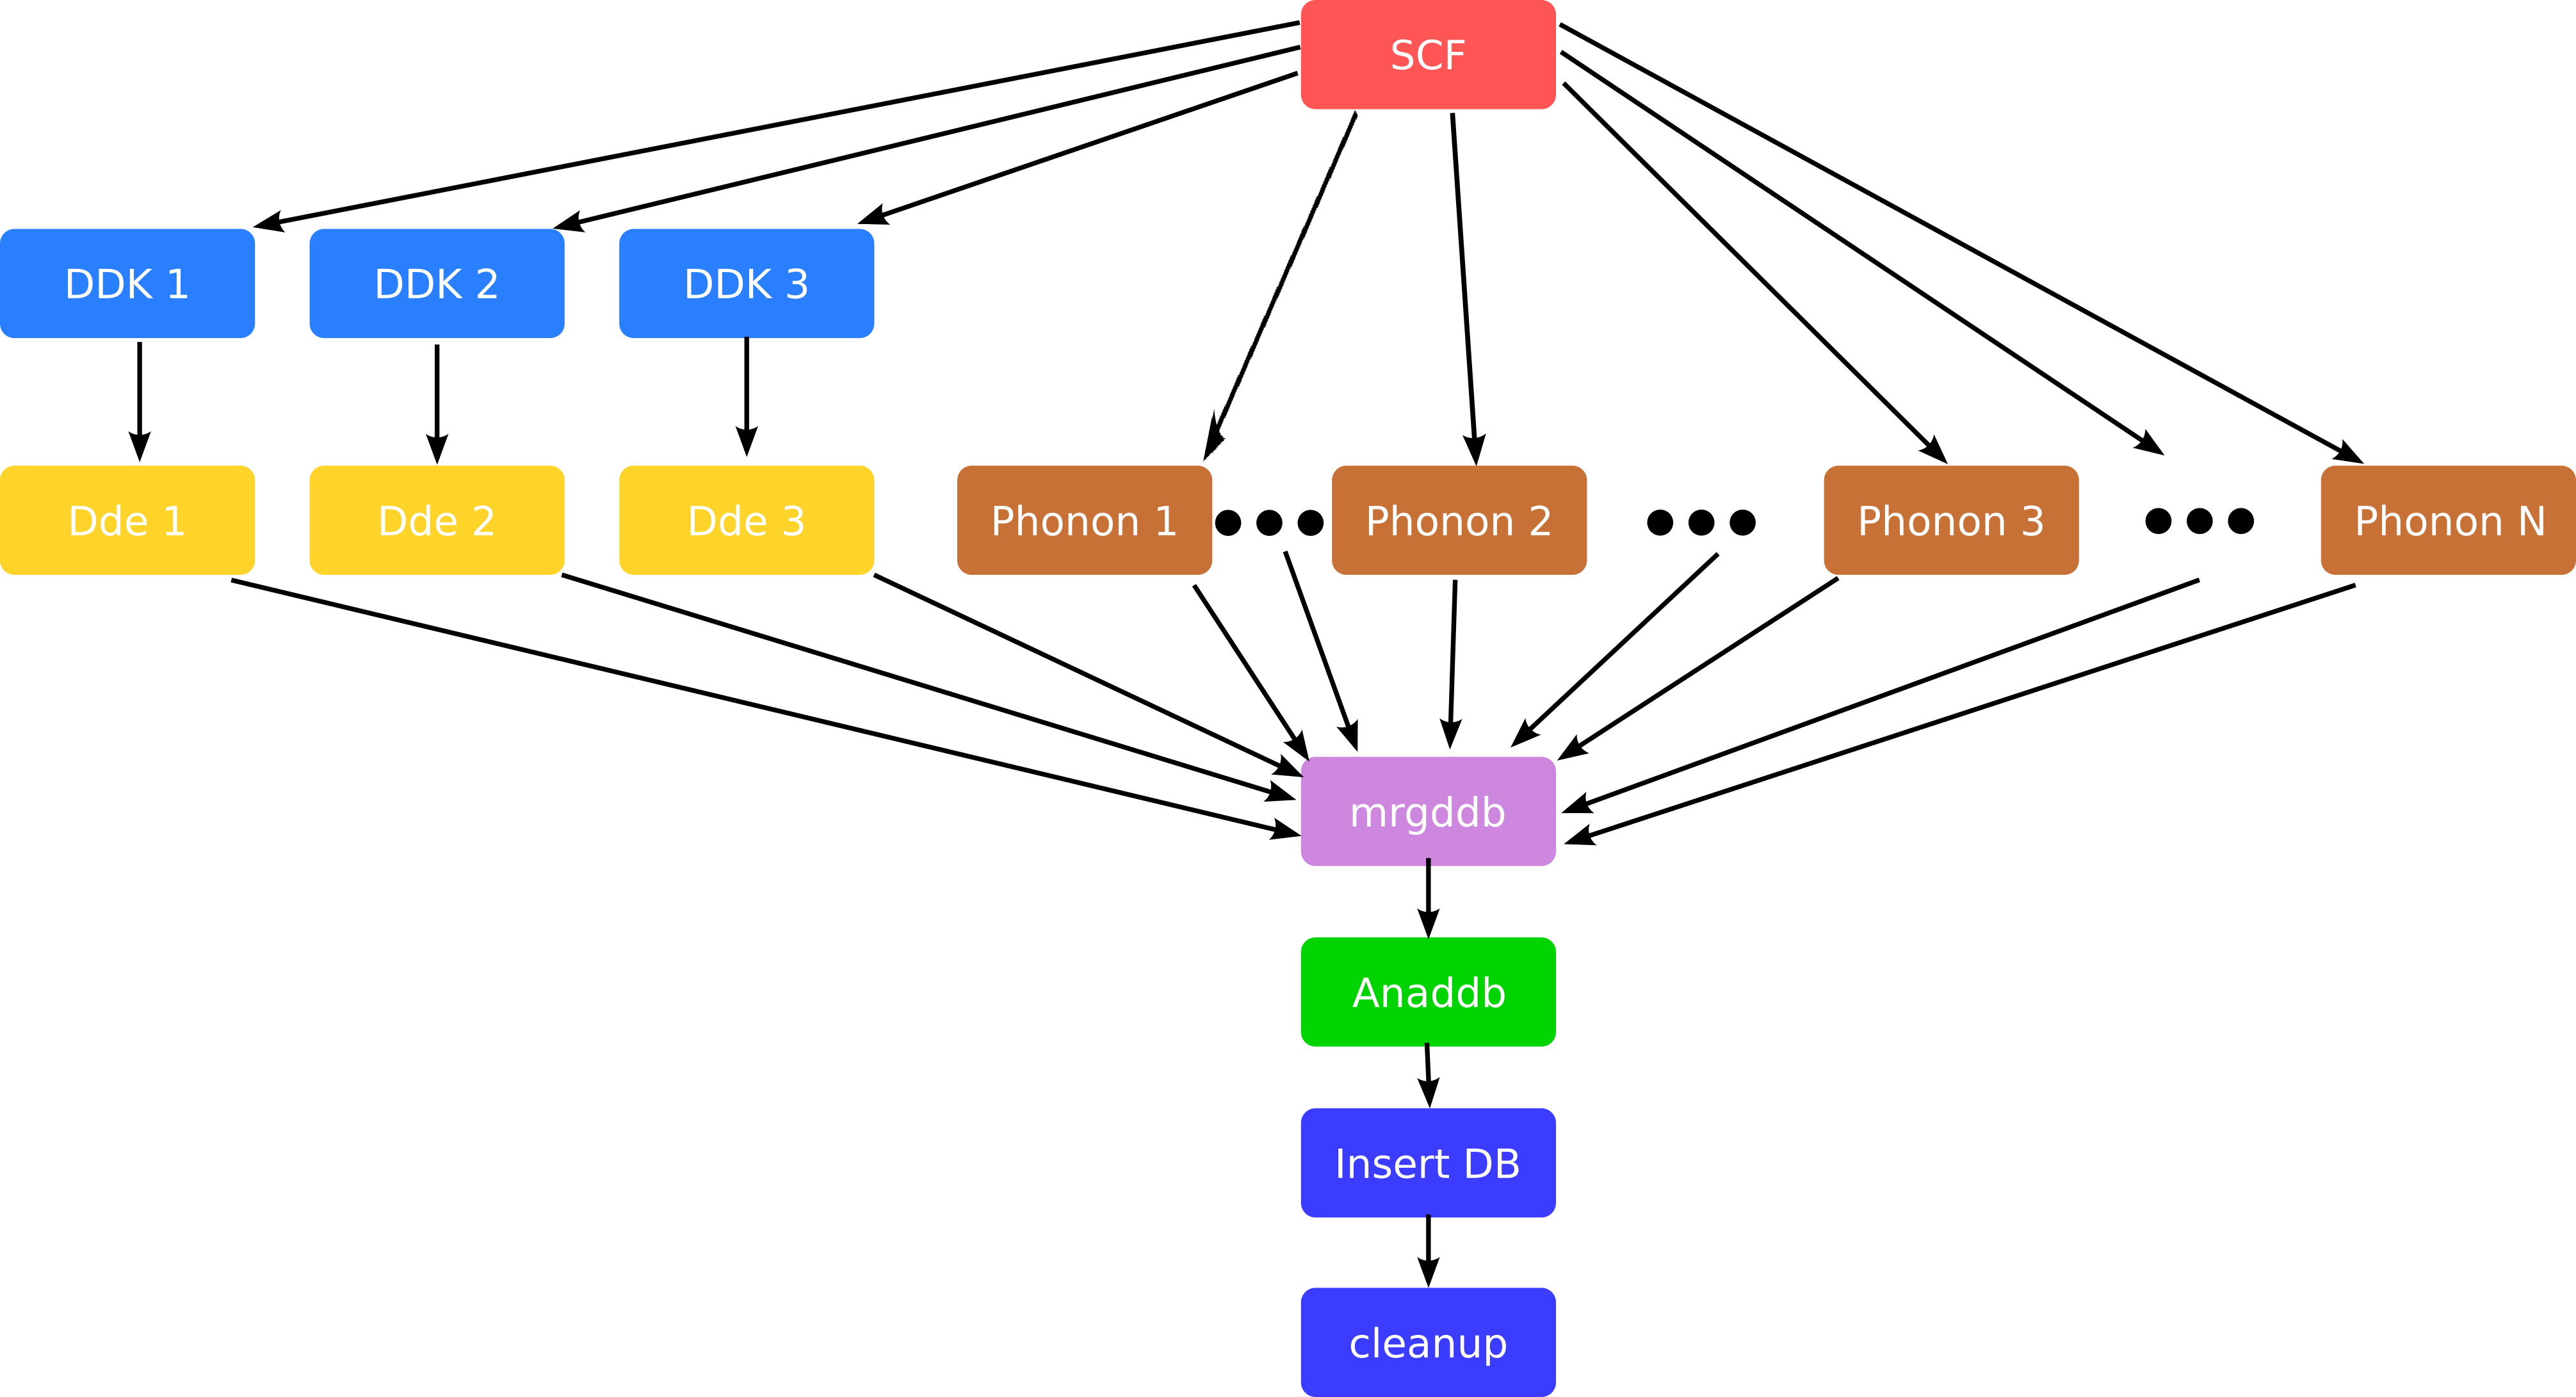 SCF
DDK 1
DDK 2
DDK 3
Dde 1
Dde 2
Dde 3
Phonon 1
Phonon 2
Phonon 3
Phonon N
mrgddb
Anaddb
Insert DB
cleanup